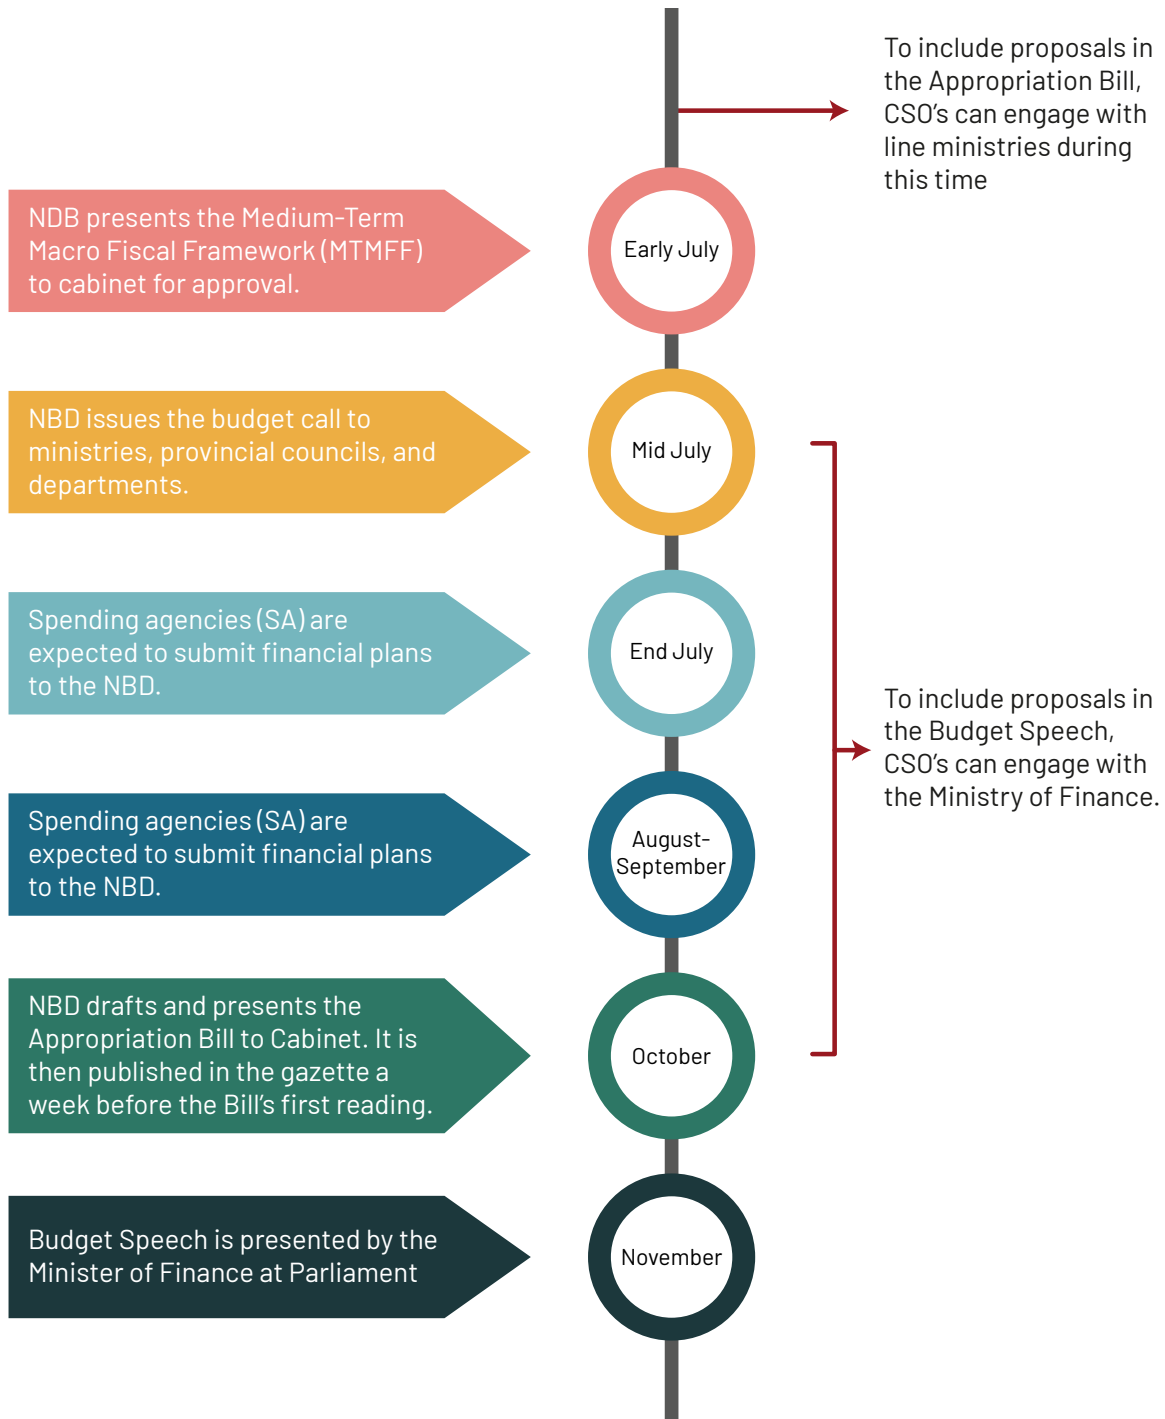 To include proposals in
the Appropriation Bill,
CSO's can engage with
line ministries during
this time
NDB presents the Medium-Term
Macro Fiscal Framework (MTMFF)
to cabinet for approval.
Early July
NBD issues the budget call to
ministries, provincial councils, and
departments.
Mid July
Spending agencies (SA) are
expected to submit financial plans
to the NBD.
End July
To include proposals in
the Budget Speech,
CSO's can engage with
the Ministry of Finance.
Spending agencies (SA) are
expected to submit financial plans
to the NBD.
August-
September
NBD drafts and presents the
Appropriation Bill to Cabinet. It is
then published in the gazette a
week before the Bill's first reading.
October
Budget Speech is presented by the
Minister of Finance at Parliament
November